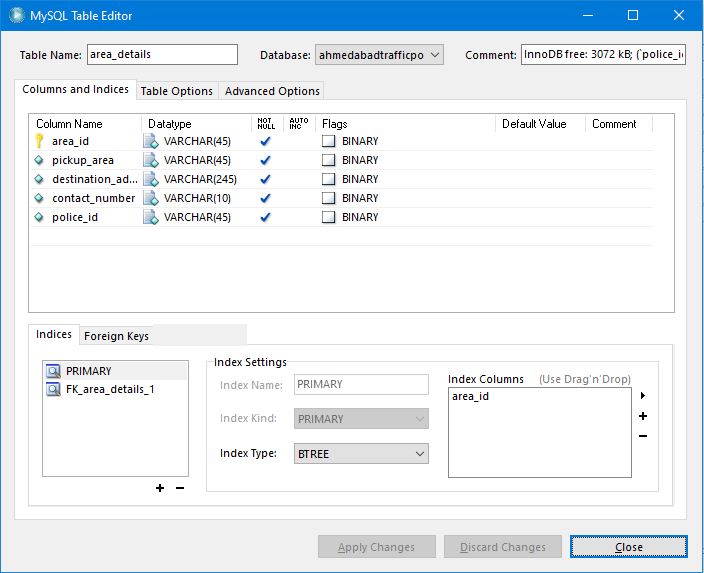 MySQL Table Editor
Table Name: area_details Database: ahmedabadtrafficpo Comment: InnoDB free: 3072 kB; (`police_i
Columns and Indices Table Options Advanced Options
Column Name Datatype NOT NULL AUTO INC Flags Default Value Comment
area_id VARCHAR(45) BINARY
pickup_area VARCHAR(45) BINARY
destination_ad... VARCHAR(245) BINARY
contact_number VARCHAR(10) BINARY
police_id VARCHAR(45) BINARY
Indices Foreign Keys
PRIMARY
FK_area_details_1
Index Settings
Index Name: PRIMARY
Index Kind: PRIMARY
Index Type: BTREE
Index Columns (Use Drag'n'Drop)
area_id
Apply Changes Discard Changes Close